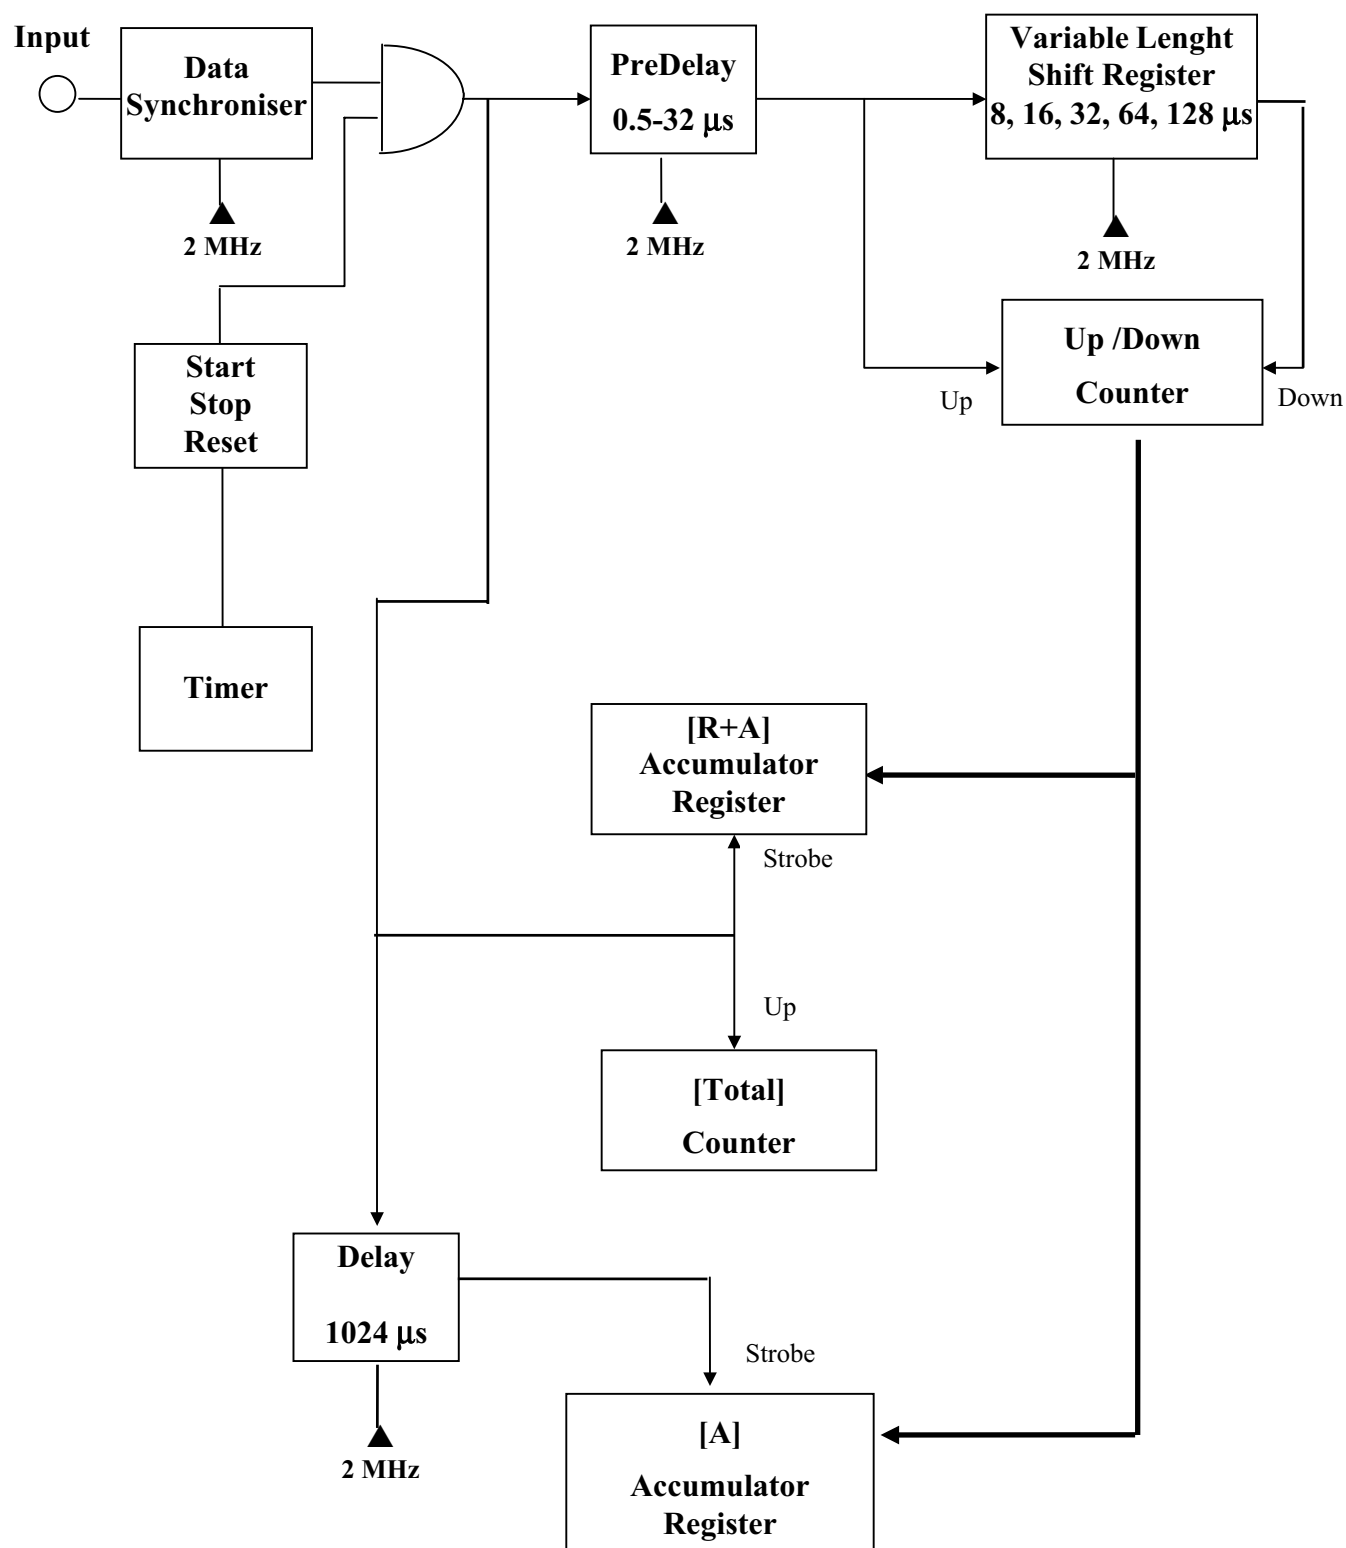 Input
Data
Synchroniser
2 MHz
PreDelay
0.5-32 µs
2 MHz
Variable Lenght
Shift Register
8, 16, 32, 64, 128 µs
2 MHz
Start
Stop
Reset
Up /Down
Counter
Up
Down
Timer
[R+A]
Accumulator
Register
Strobe
Up
[Total]
Counter
Delay
1024 µs
2 MHz
Strobe
[A]
Accumulator
Register